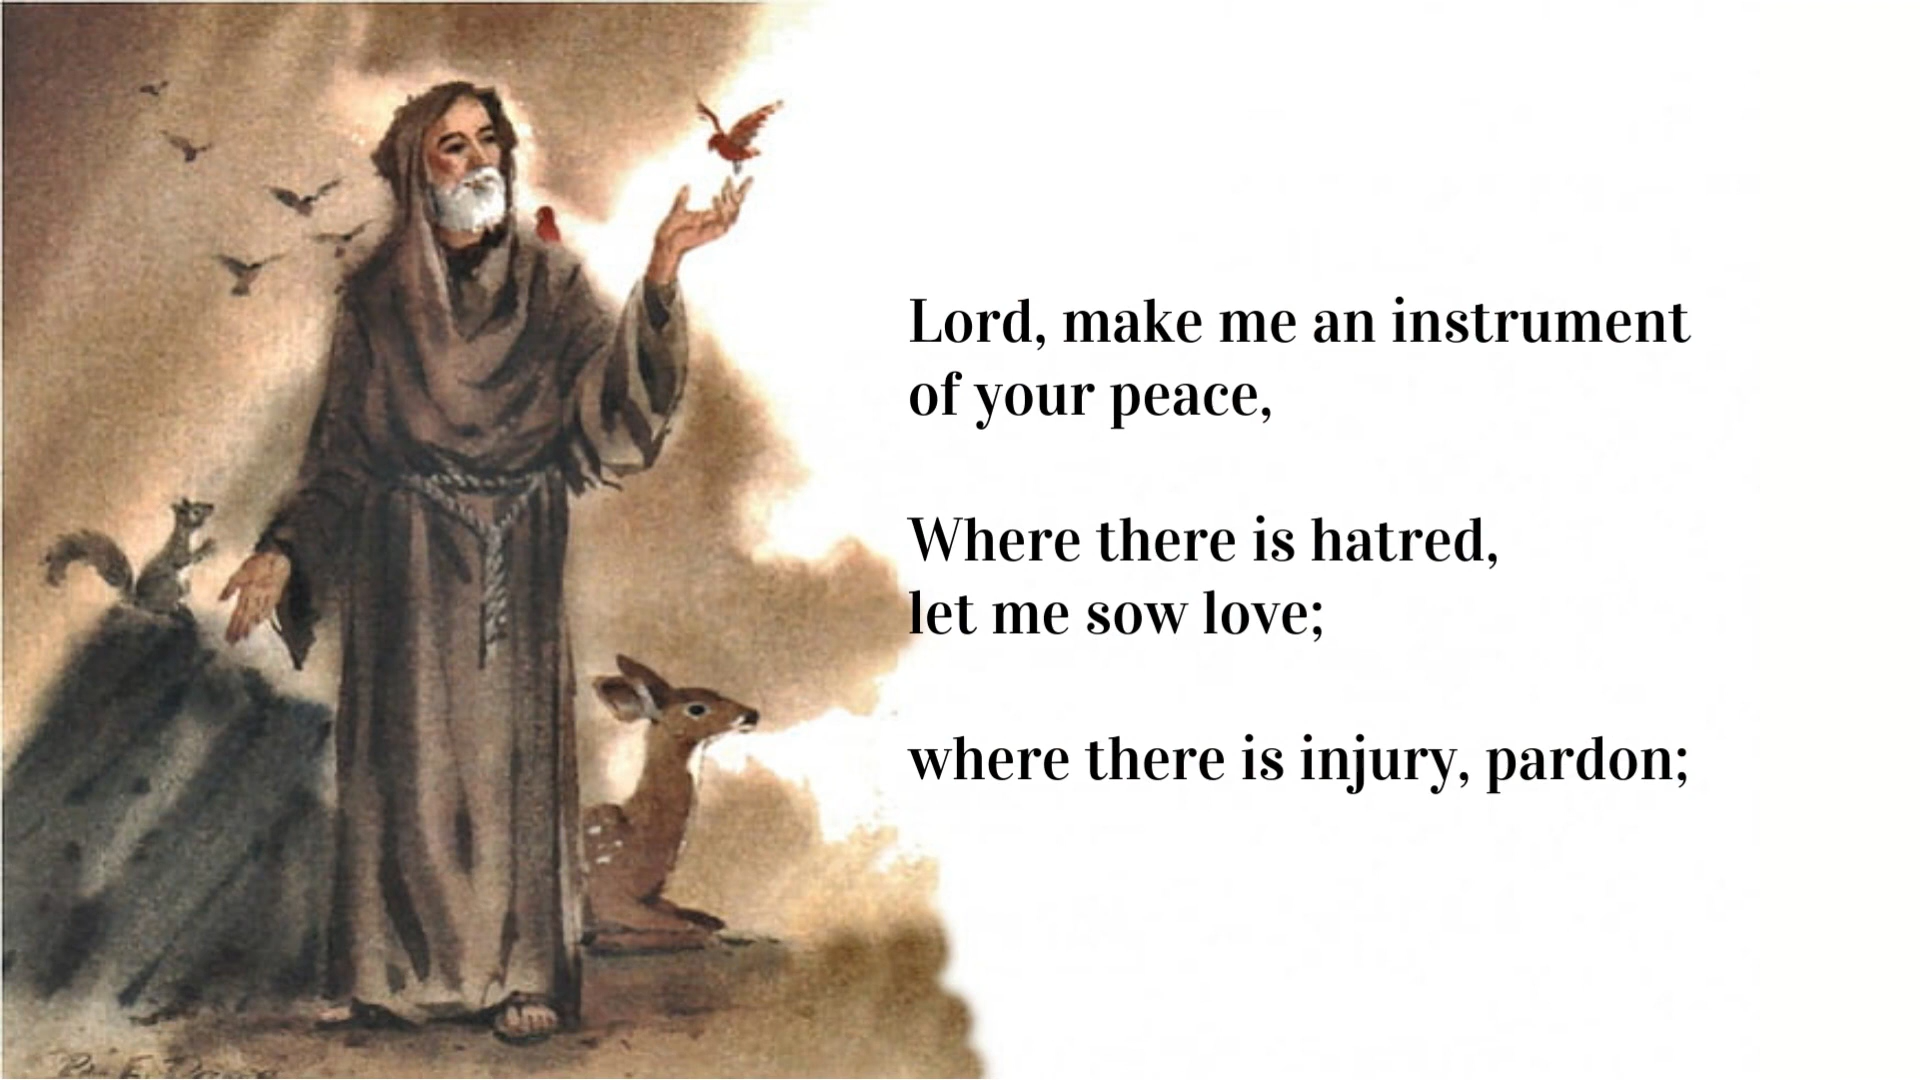 Lord, make me an instrument
of your peace,
Where there is hatred,
let me sow love;
where there is injury, pardon;